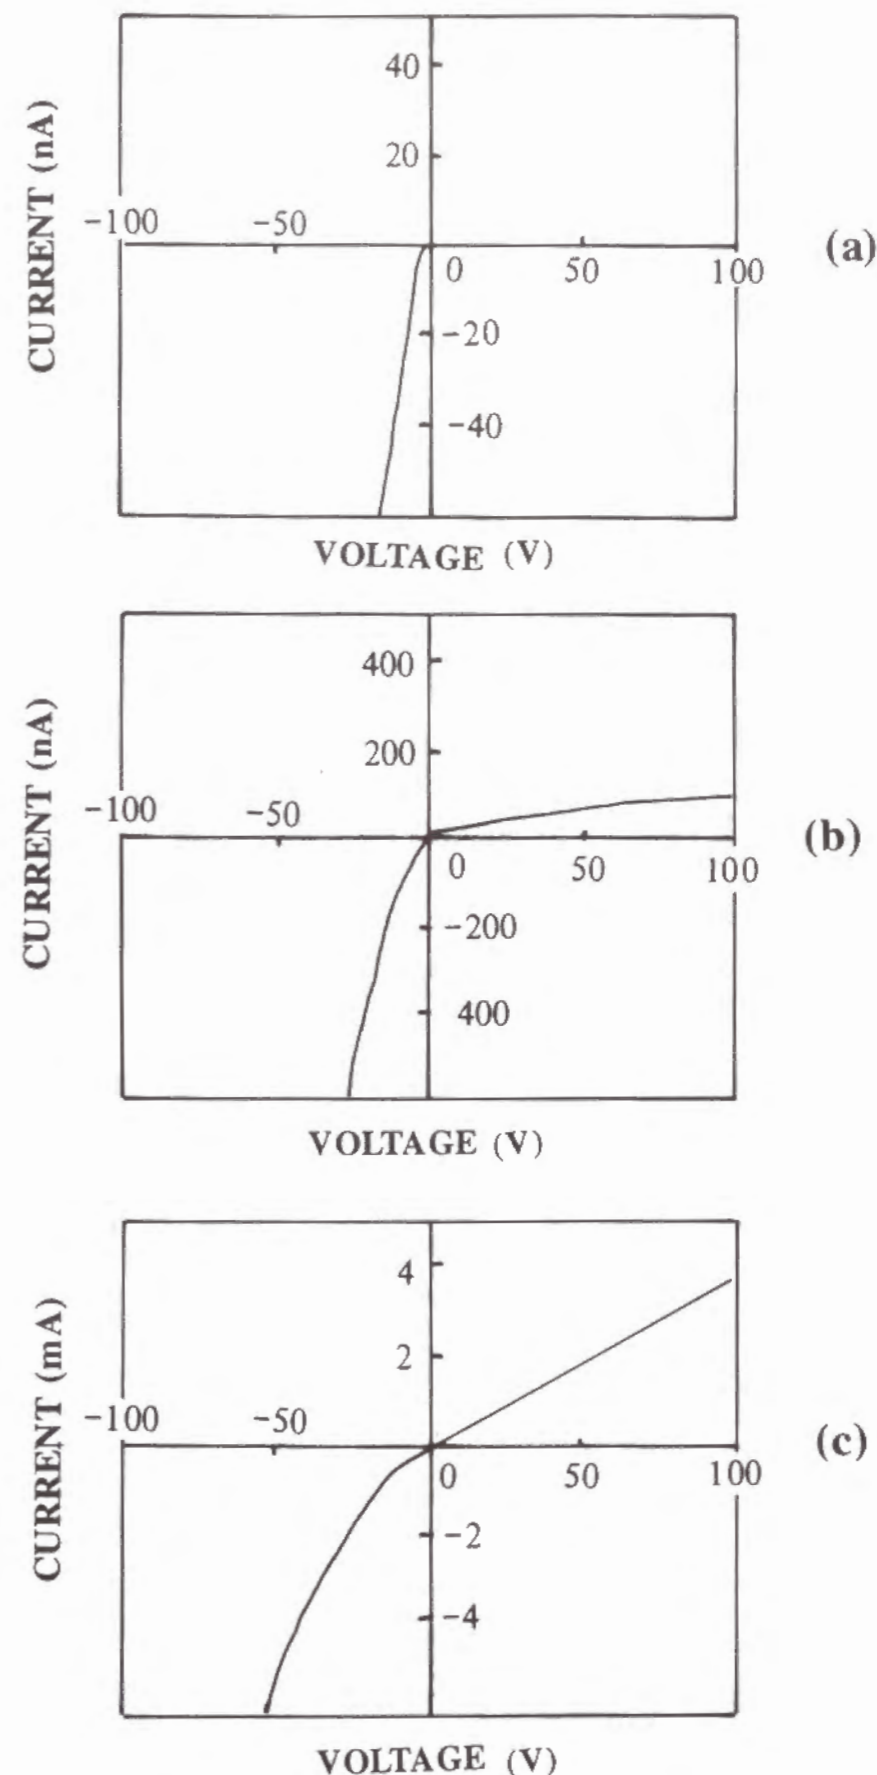 40
20
CURRENT (nA)
-100 -50
0 50 100
(a)
-20
-40
VOLTAGE (V)
400
200
CURRENT (nA)
-100 -50
0 50 100
(b)
-200
400
VOLTAGE (V)
4
2
CURRENT (mA)
-100 -50
0 50 100
(c)
-2
-4
VOLTAGE (V)